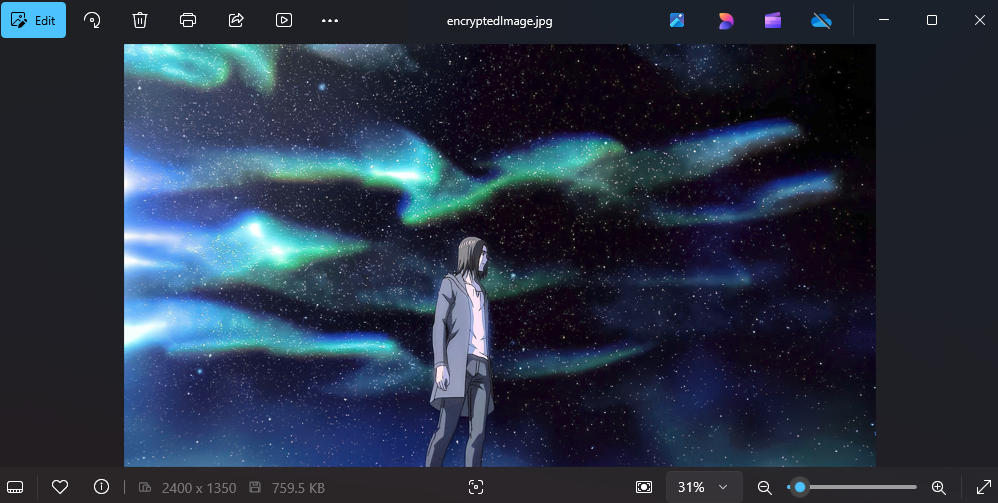 Edit
encryptedImage.jpg
2400 x 1350
759.5 KB
31%